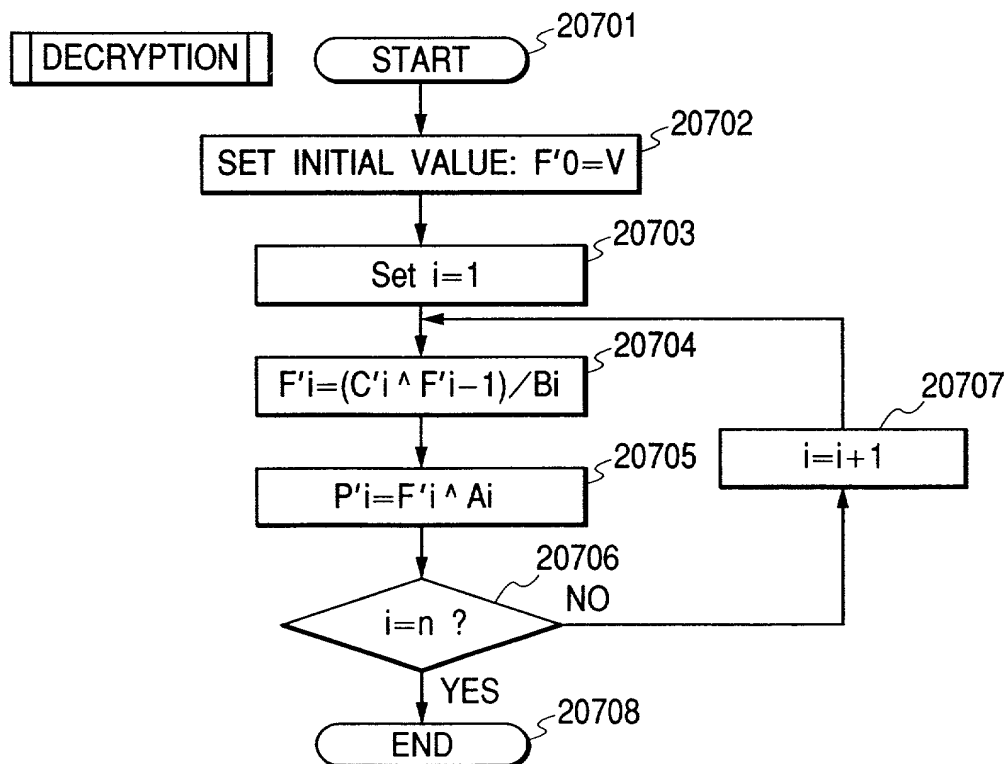 DECRYPTION
20701
START
20702
SET INITIAL VALUE: F'0=V
20703
Set i=1
20704
F'i=(C'i ^ F'i-1)/Bi
20707
i=i+1
20705
P'i=F'i ^ Ai
20706
i=n ?
NO
YES
20708
END